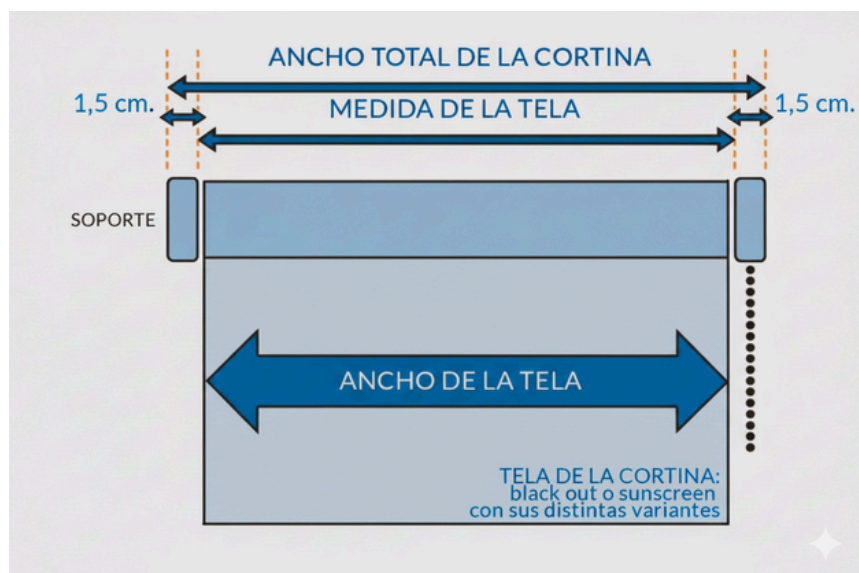 ANCHO TOTAL DE LA CORTINA
1,5 cm.
MEDIDA DE LA TELA
1,5 cm.
SOPORTE
ANCHO DE LA TELA
TELA DE LA CORTINA:
black out o sunscreen
con sus distintas variantes